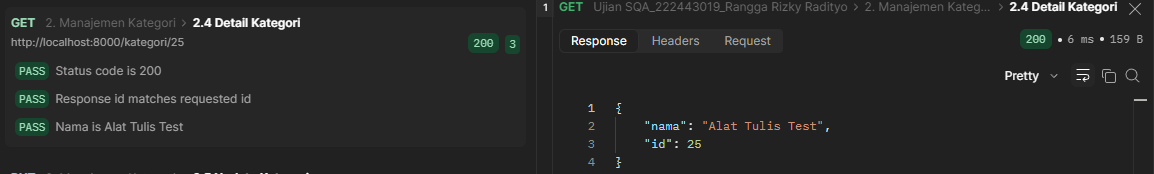 GET 2. Manajemen Kategori > 2.4 Detail Kategori
http://localhost:8000/kategori/25
200 3
PASS Status code is 200
PASS Response id matches requested id
PASS Nama is Alat Tulis Test
1
GET Ujian SQA_222443019_Rangga Rizky Radityo > 2. Manajemen Kateg... > 2.4 Detail Kategori
Response Headers Request
200 • 6 ms • 159 B
Pretty
1 {
2 "nama": "Alat Tulis Test",
3 "id": 25
4 }